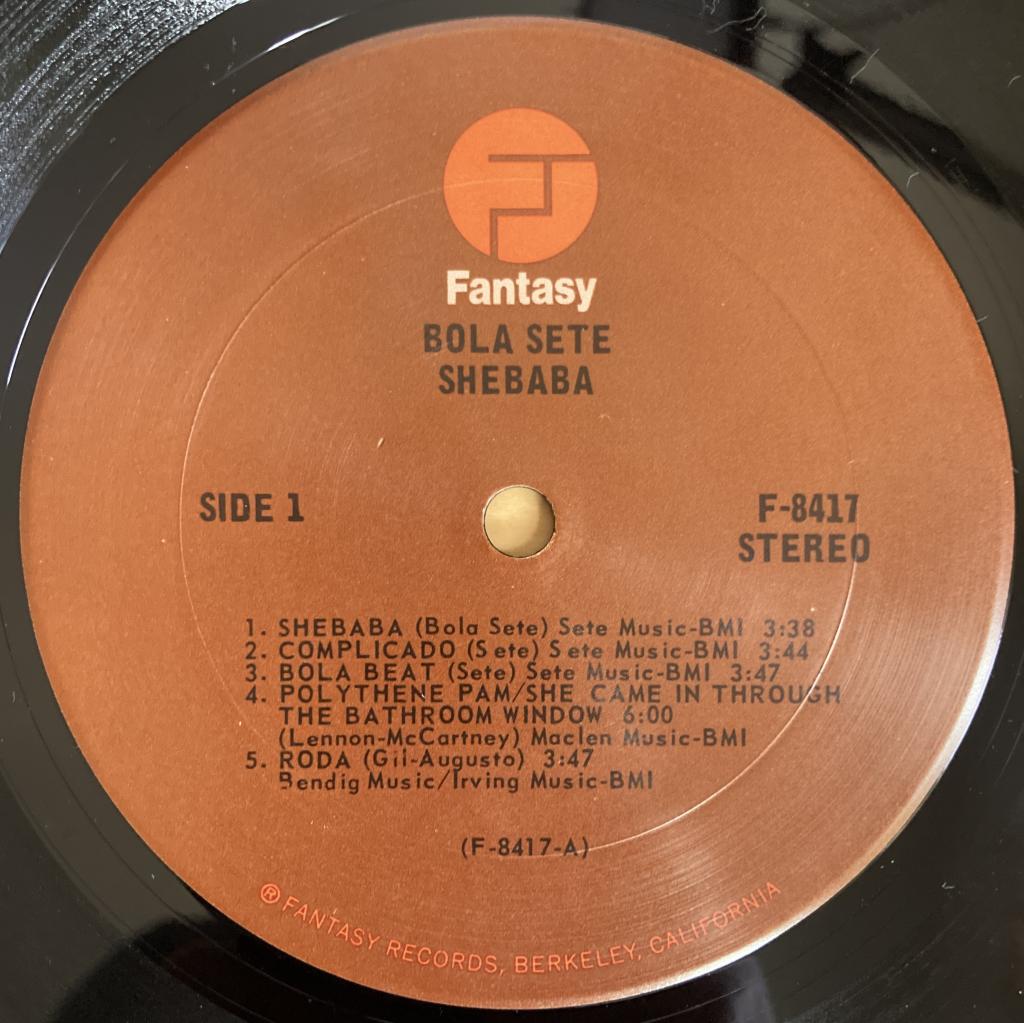 Fantasy
BOLA SETE
SHEBABA
SIDE 1
F-8417
STEREO
1. SHEBABA (Bola Sete) Sete Music-BMI 3:38
2. COMPLICADO (Sete) Sete Music-BMI 3:44
3. BOLA BEAT (Sete) Sete Music-BMI 3:47
4. POLYTHENE PAM/SHE CAME IN THROUGH
THE BATHROOM WINDOW 6:00
(Lennon-McCartney) Maclen Music-BMI
5. RODA (Gil-Augusto) 3:47
Bendig Music/Irving Music-BMI
(F-8417-A)
® FANTASY RECORDS, BERKELEY, CALIFORNIA